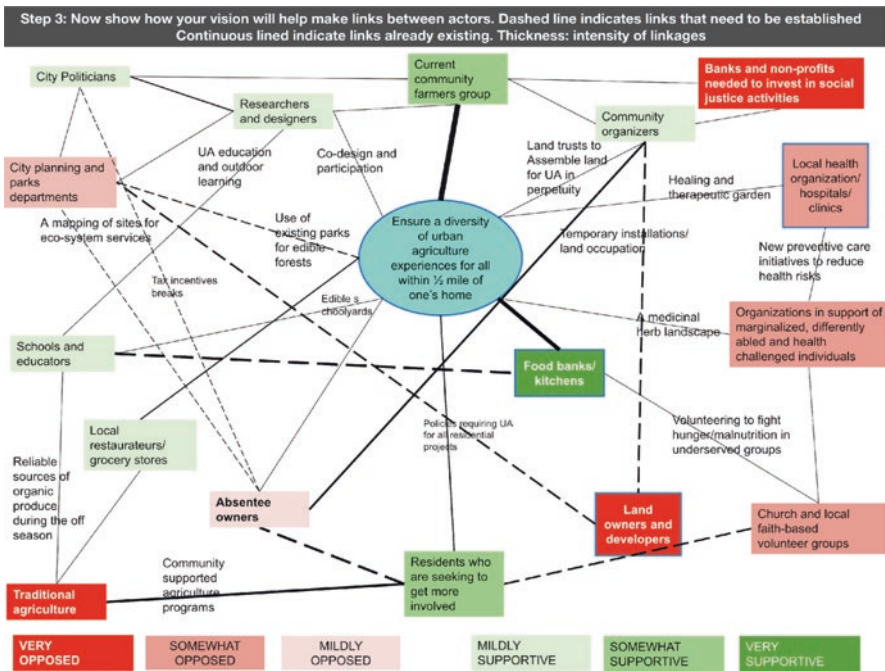 Step 3: Now show how your vision will help make links between actors. Dashed line indicates links that need to be established
Continuous lined indicate links already existing. Thickness: intensity of linkages
City Politicians
Current
community
farmers group
Banks and non-profits
needed to invest in social
justice activities
Researchers
and designers
Community
organizers
City planning and
parks
departments
UA education
and outdoor
learning
Co-design and
participation
Land trusts to
Assemble land
for UA in
perpetuity
Local health
organization/
hospitals/
clinics
Healing and
therapeutic garden
A mapping of sites for
eco-system services
Use of
existing parks
for edible
forests
Ensure a diversity
of urban
agriculture
experiences for all
within ½ mile of
one's home
Temporary installations/
land occupation
New preventive care
initiatives to reduce
health risks
Tax incentives
breaks
Edible s
choolyards
A medicinal
herb landscape
Organizations in support of
marginalized, differently
abled and health
challenged individuals
Schools and
educators
Food banks/
kitchens
Local
restaurateurs/
grocery stores
Policies requiring UA
for all residential
projects
Volunteering to fight
hunger/malnutrition in
underserved groups
Reliable
sources of
organic
produce
during the off
season
Absentee
owners
Land
owners and
developers
Church and local
faith-based
volunteer groups
Community
supported
agriculture
programs
Residents who
are seeking to
get more
involved
Traditional
agriculture
VERY
OPPOSED
SOMEWHAT
OPPOSED
MILDLY
OPPOSED
MILDLY
SUPPORTIVE
SOMEWHAT
SUPPORTIVE
VERY
SUPPORTIVE